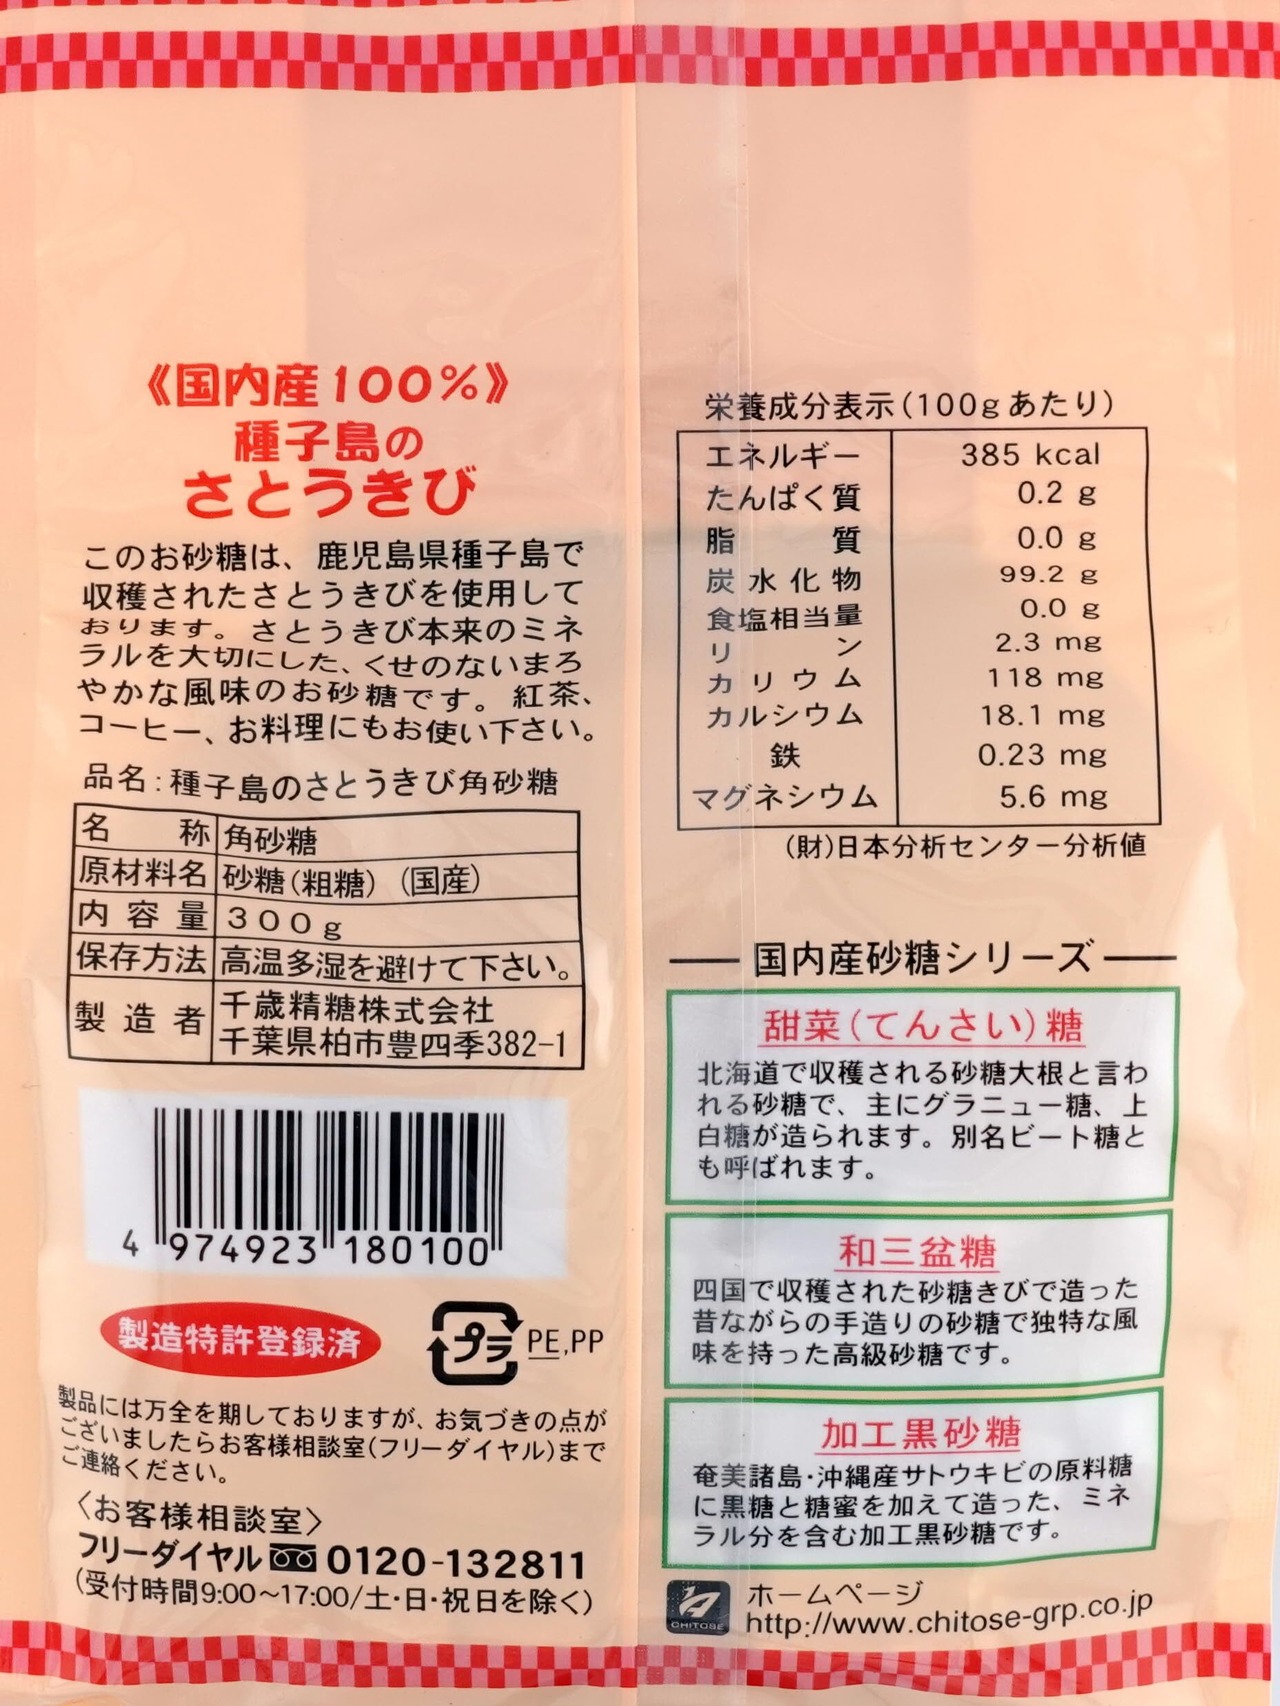 《国内産100%》
種子島の
さとうきび
このお砂糖は、鹿児島県種子島で
収穫されたさとうきびを使用して
おります。さとうきび本来のミネ
ラルを大切にした、くせのないまろ
やかな風味のお砂糖です。紅茶、
コーヒー、お料理にもお使い下さい。
品名:種子島のさとうきび角砂糖
名称 角砂糖
原材料名 砂糖(粗糖)(国産)
内容量 300g
保存方法 高温多湿を避けて下さい。
製造者 千歳精糖株式会社
千葉県柏市豊四季382-1
4 974923 180100
製造特許登録済
プラ PE,PP
製品には万全を期しておりますが、お気づきの点が
ございましたらお客様相談室(フリーダイヤル)まで
ご連絡ください。
〈お客様相談室〉
フリーダイヤル 0120-132811
(受付時間9:00~17:00/土・日・祝日を除く)
栄養成分表示(100gあたり)
エネルギー 385 kcal
たんぱく質 0.2 g
脂質 0.0 g
炭水化物 99.2 g
食塩相当量 0.0 g
リン 2.3 mg
カリウム 118 mg
カルシウム 18.1 mg
鉄 0.23 mg
マグネシウム 5.6 mg
(財)日本分析センター分析値
国内産砂糖シリーズ
甜菜(てんさい)糖
北海道で収穫される砂糖大根と言わ
れる砂糖で、主にグラニュー糖、上
白糖が造られます。別名ビート糖と
も呼ばれます。
和三盆糖
四国で収穫された砂糖きびで造った
昔ながらの手造りの砂糖で独特な風
味を持った高級砂糖です。
加工黒砂糖
奄美諸島・沖縄産サトウキビの原料糖
に黒糖と糖蜜を加えて造った、ミネ
ラル分を含む加工黒砂糖です。
CHITOSE
ホームページ
http://www.chitose-grp.co.jp